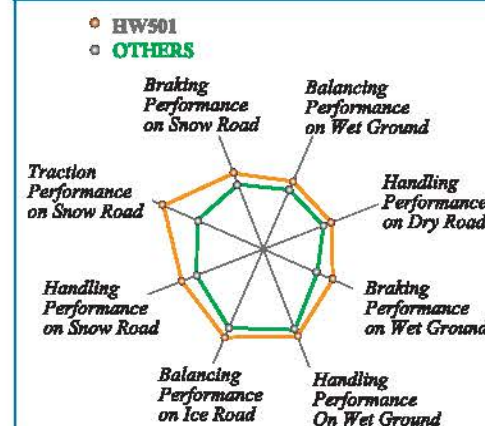 HW501
OTHERS
Braking
Performance
on Snow Road
Balancing
Performance
on Wet Ground
Traction
Performance
on Snow Road
Handling
Performance
on Dry Road
Handling
Performance
on Snow Road
Braking
Performance
on Wet Ground
Balancing
Performance
on Ice Road
Handling
Performance
On Wet Ground